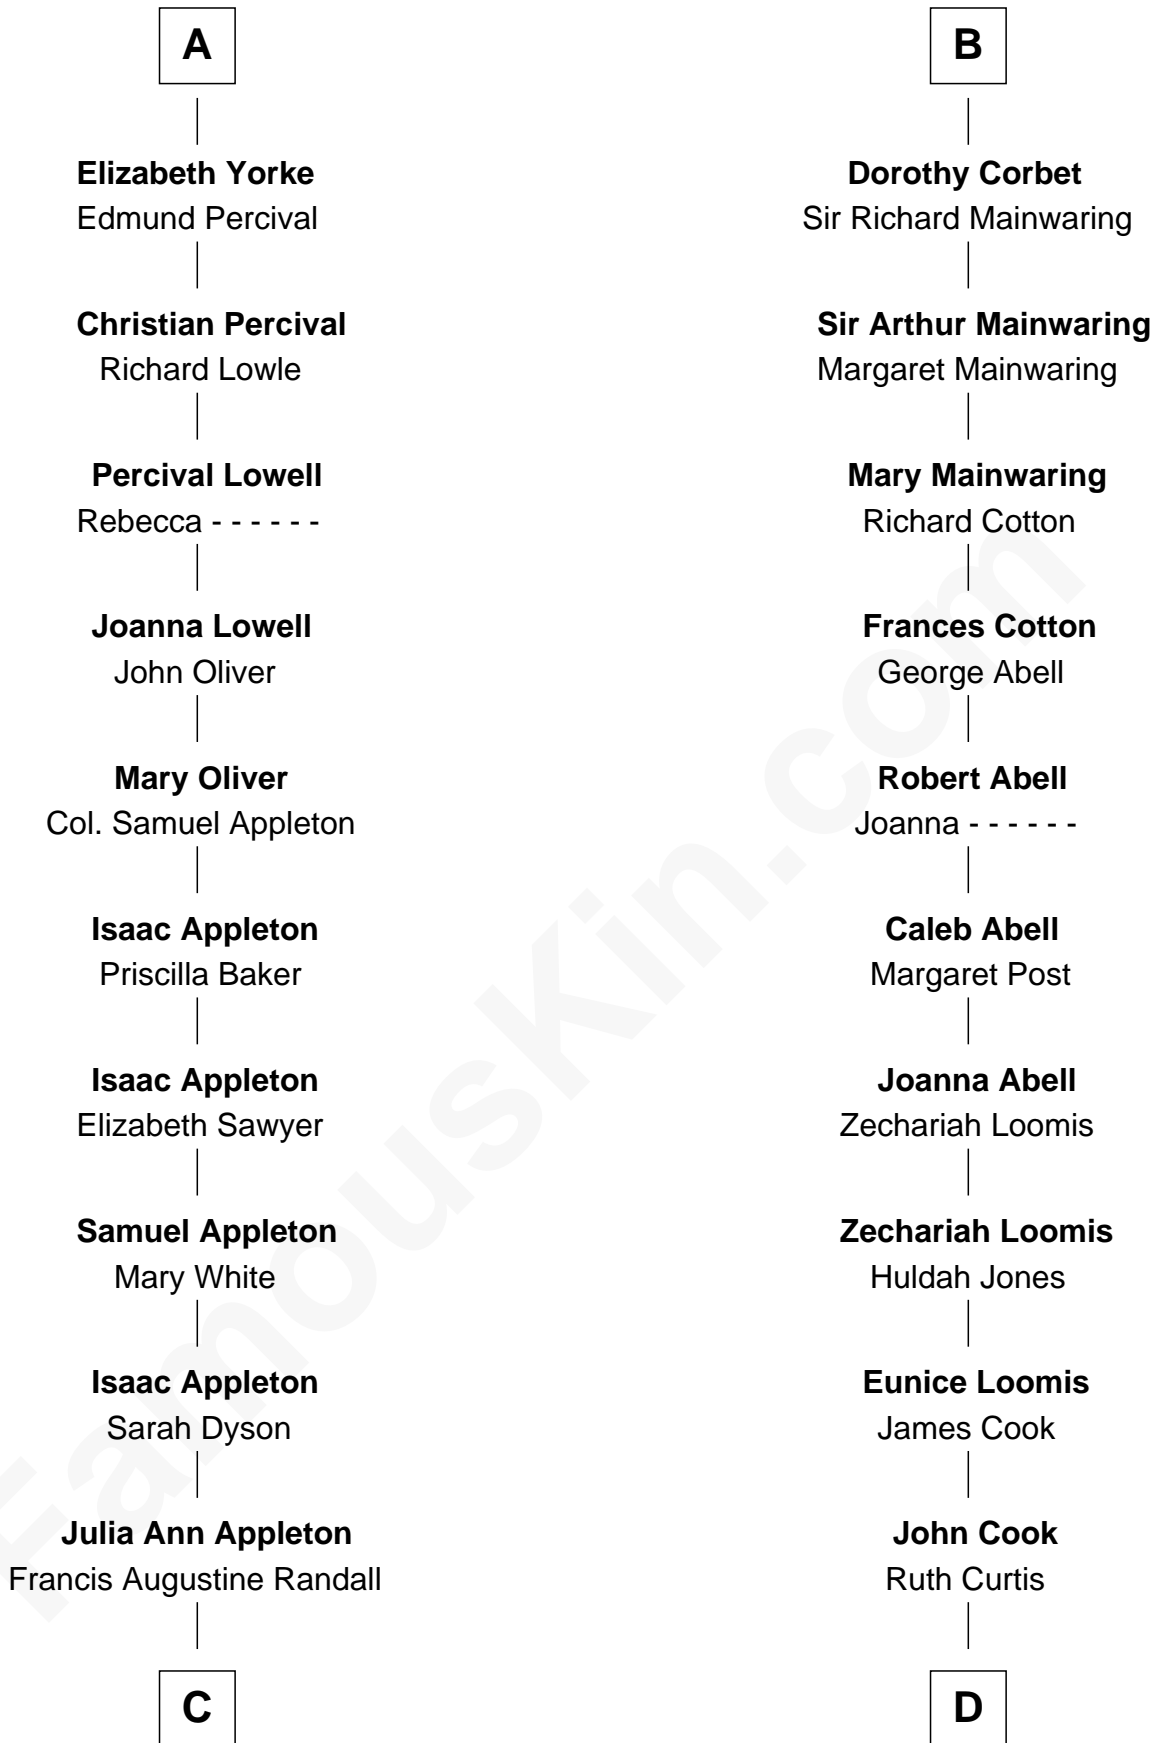 A
Elizabeth Yorke
Edmund Percival
Christian Percival
Richard Lowle
Percival Lowell
Rebecca - - - - - -
Joanna Lowell
John Oliver
Mary Oliver
Col. Samuel Appleton
Isaac Appleton
Priscilla Baker
Isaac Appleton
Elizabeth Sawyer
Samuel Appleton
Mary White
Isaac Appleton
Sarah Dyson
Julia Ann Appleton
Francis Augustine Randall
C
B
Dorothy Corbet
Sir Richard Mainwaring
Sir Arthur Mainwaring
Margaret Mainwaring
Mary Mainwaring
Richard Cotton
Frances Cotton
George Abell
Robert Abell
Joanna - - - - - -
Caleb Abell
Margaret Post
Joanna Abell
Zechariah Loomis
Zechariah Loomis
Huldah Jones
Eunice Loomis
James Cook
John Cook
Ruth Curtis
D
FamousKin.com